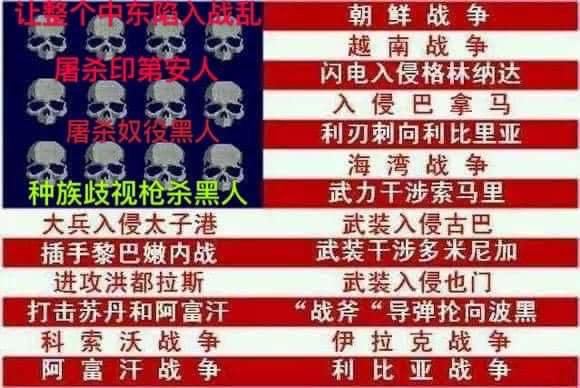 让整个中东陷入战乱
屠杀印第安人
屠杀奴役黑人
种族歧视枪杀黑人
朝鲜战争
越南战争
闪电入侵格林纳达
入侵巴拿马
利刃刺向利比里亚
海湾战争
武力干涉索马里
大兵入侵太子港
武装入侵古巴
插手黎巴嫩内战
武装干涉多米尼加
进攻洪都拉斯
武装入侵也门
打击苏丹和阿富汗
“战斧“导弹抡向波黑
科索沃战争
伊拉克战争
阿富汗战争
利比亚战争